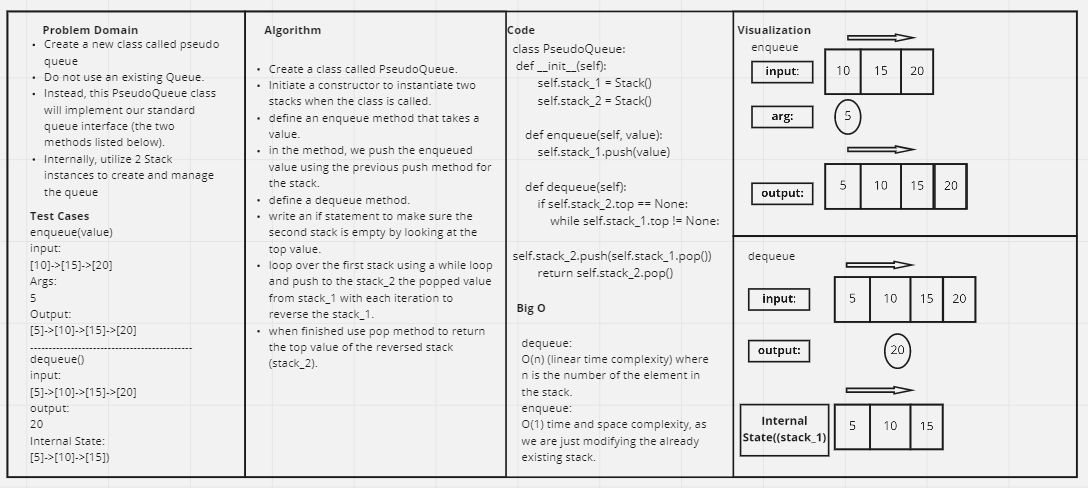 Problem Domain
• Create a new class called pseudo
queue
• Do not use an existing Queue.
• Instead, this PseudoQueue class
will implement our standard
queue interface (the two
methods listed below).
• Internally, utilize 2 Stack
instances to create and manage
the queue
Test Cases
enqueue(value)
input:
[10]->[15]->[20]
Args:
5
Output:
[5]->[10]->[15]->[20]
--------------------------------------------
dequeue()
input:
[5]->[10]->[15]->[20]
output:
20
Internal State:
[5]->[10]->[15])
Algorithm
• Create a class called PseudoQueue.
• Initiate a constructor to instantiate two
stacks when the class is called.
• define an enqueue method that takes a
value.
• in the method, we push the enqueued
value using the previous push method for
the stack.
• define a dequeue method.
• write an if statement to make sure the
second stack is empty by looking at the
top value.
• loop over the first stack using a while loop
and push to the stack_2 the popped value
from stack_1 with each iteration to
reverse the stack_1.
• when finished use pop method to return
the top value of the reversed stack
(stack_2).
Code
class PseudoQueue:
def __init__(self):
self.stack_1 = Stack()
self.stack_2 = Stack()
def enqueue(self, value):
self.stack_1.push(value)
def dequeue(self):
if self.stack_2.top == None:
while self.stack_1.top != None:
self.stack_2.push(self.stack_1.pop())
return self.stack_2.pop()
Big O
dequeue:
O(n) (linear time complexity) where
n is the number of the element in
the stack.
enqueue:
O(1) time and space complexity, as
we are just modifying the already
existing stack.
Visualization
enqueue
input: 10 15 20
arg: 5
output: 5 10 15 20
dequeue
input: 5 10 15 20
output: 20
Internal
State((stack_1) 5 10 15